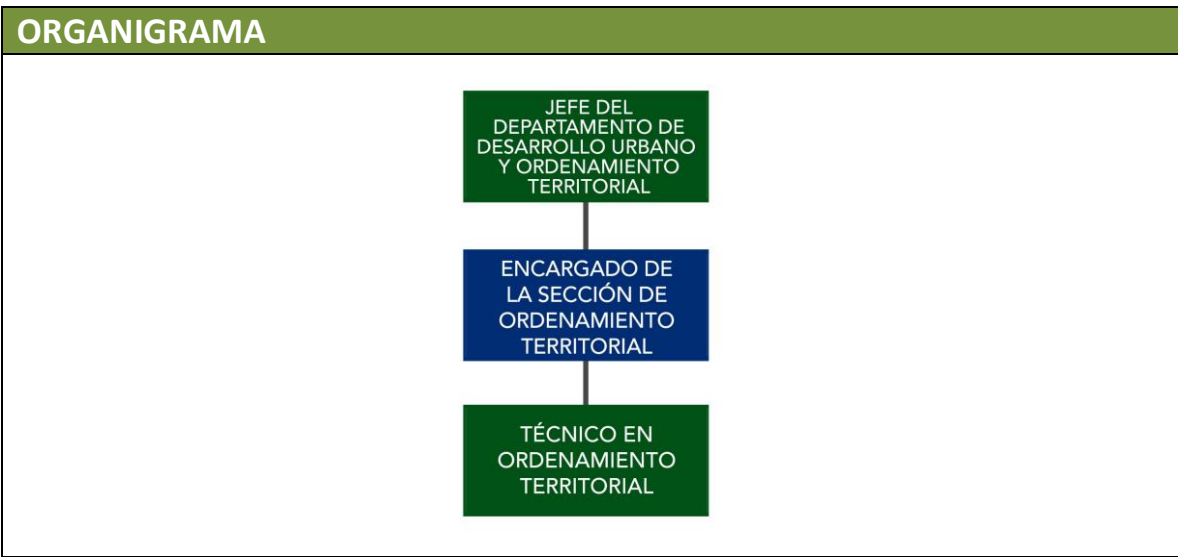 ORGANIGRAMA
JEFE DEL
DEPARTAMENTO DE
DESARROLLO URBANO
Y ORDENAMIENTO
TERRITORIAL
ENCARGADO DE
LA SECCIÓN DE
ORDENAMIENTO
TERRITORIAL
TÉCNICO EN
ORDENAMIENTO
TERRITORIAL